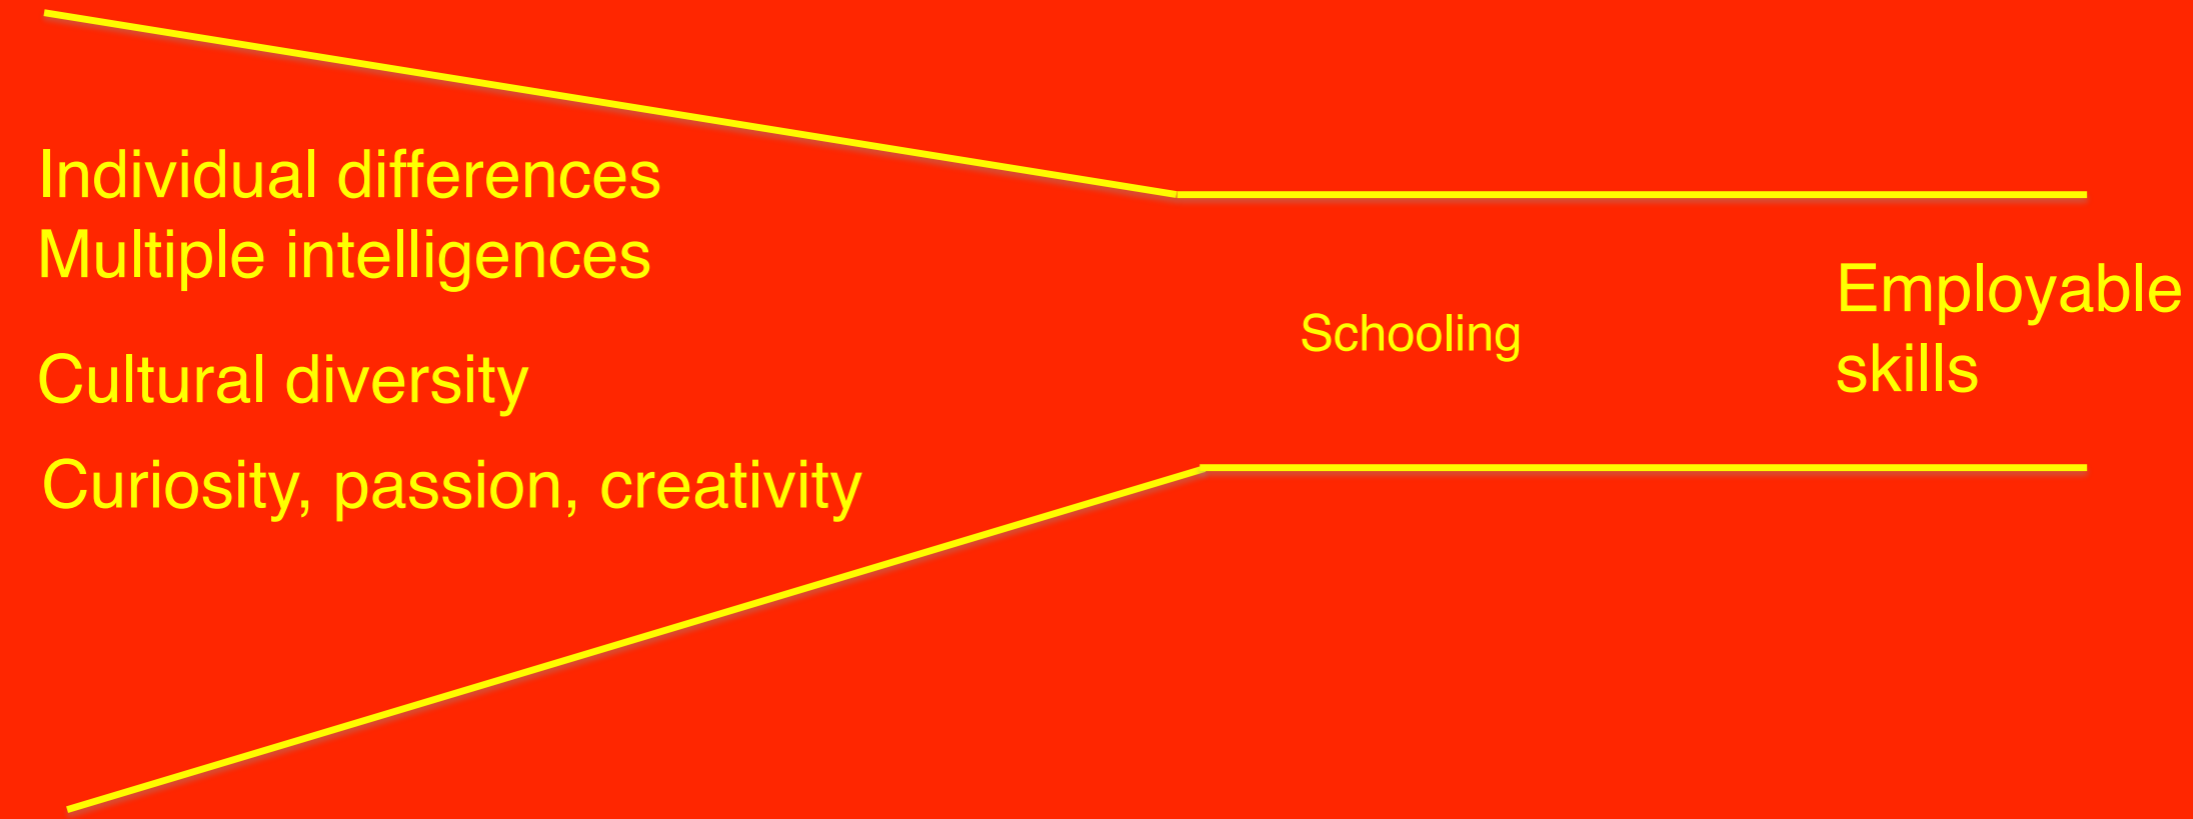 Individual differences
Multiple intelligences
Cultural diversity
Curiosity, passion, creativity
Schooling
Employable
skills